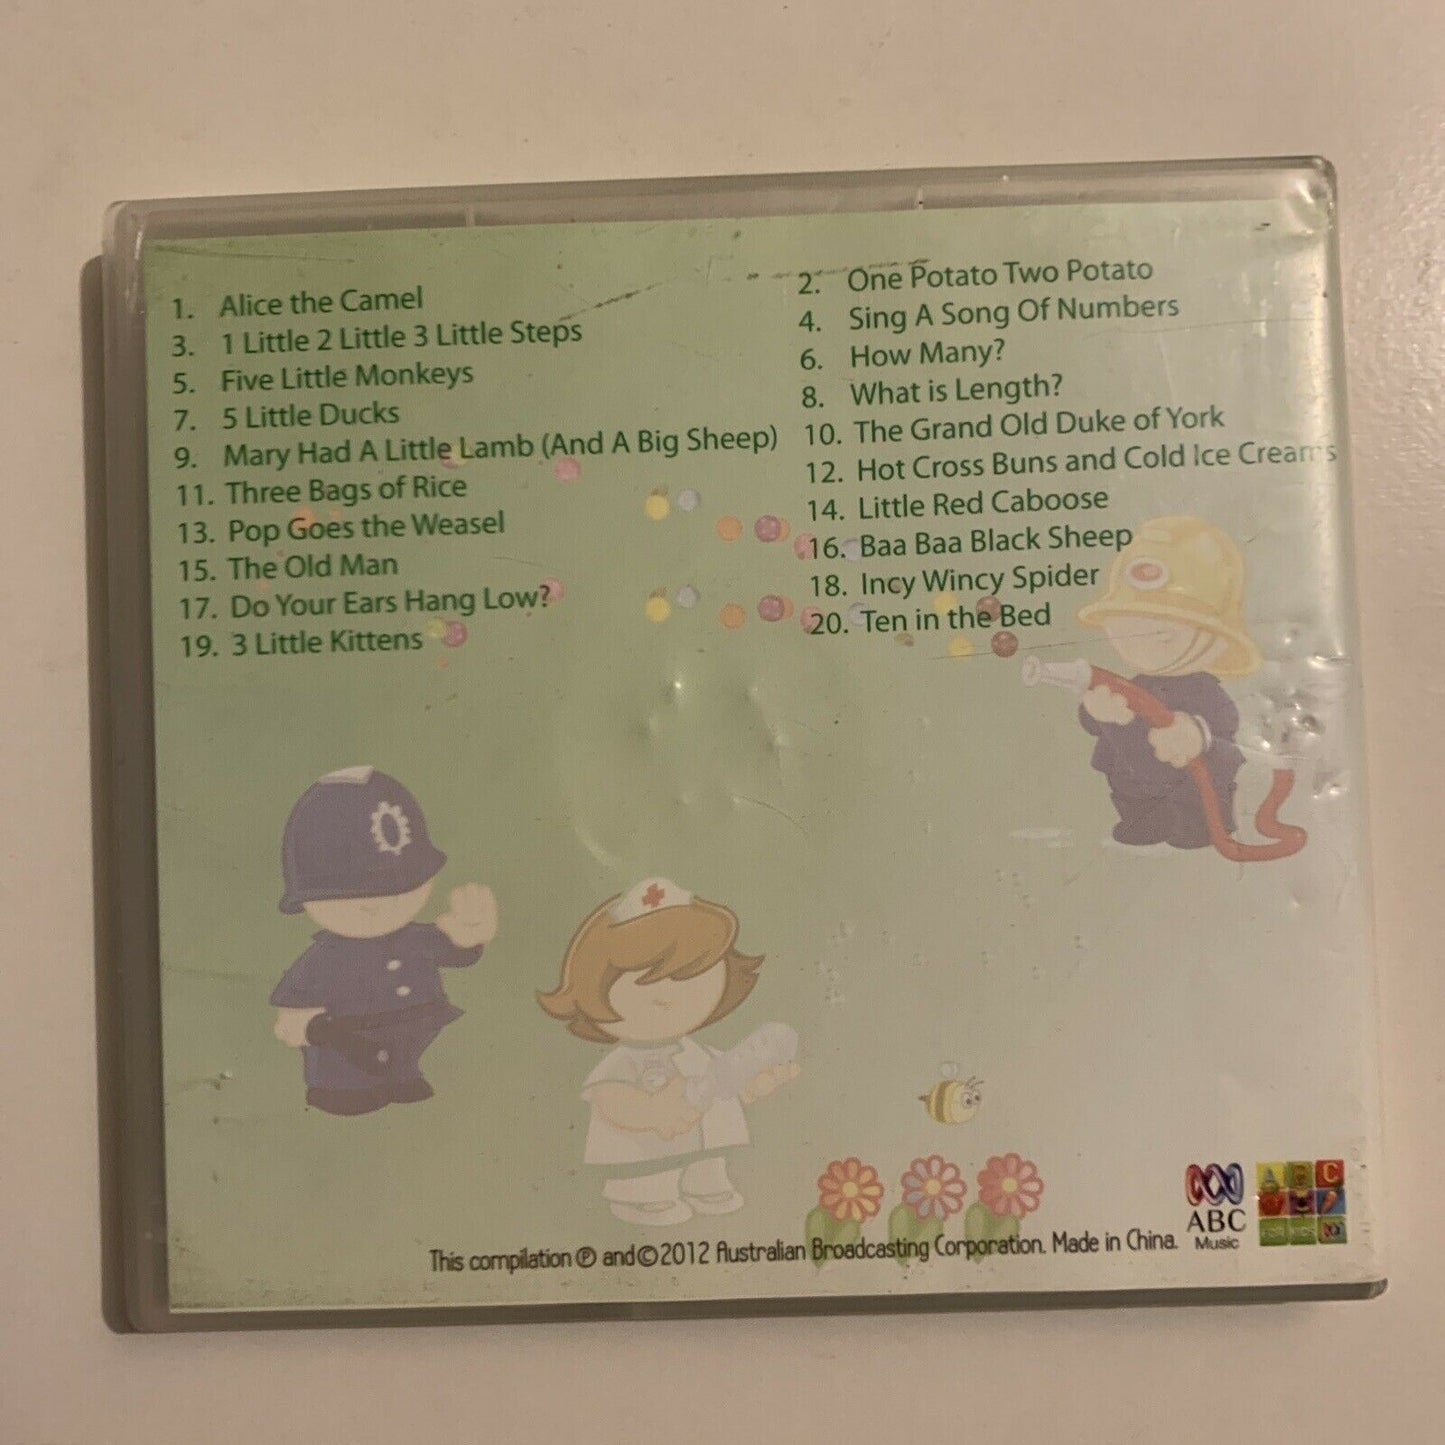 1. Alice the Camel
2. One Potato Two Potato
3. 1 Little 2 Little 3 Little Steps
4. Sing A Song Of Numbers
5. Five Little Monkeys
6. How Many?
7. 5 Little Ducks
8. What is Length?
9. Mary Had A Little Lamb (And A Big Sheep)
10. The Grand Old Duke of York
11. Three Bags of Rice
12. Hot Cross Buns and Cold Ice Creams
13. Pop Goes the Weasel
14. Little Red Caboose
15. The Old Man
16. Baa Baa Black Sheep
17. Do Your Ears Hang Low?
18. Incy Wincy Spider
19. 3 Little Kittens
20. Ten in the Bed
This compilation ℗ and©2012 Australian Broadcasting Corporation. Made in China.
ABC
Music
A B C
FOR KIDS